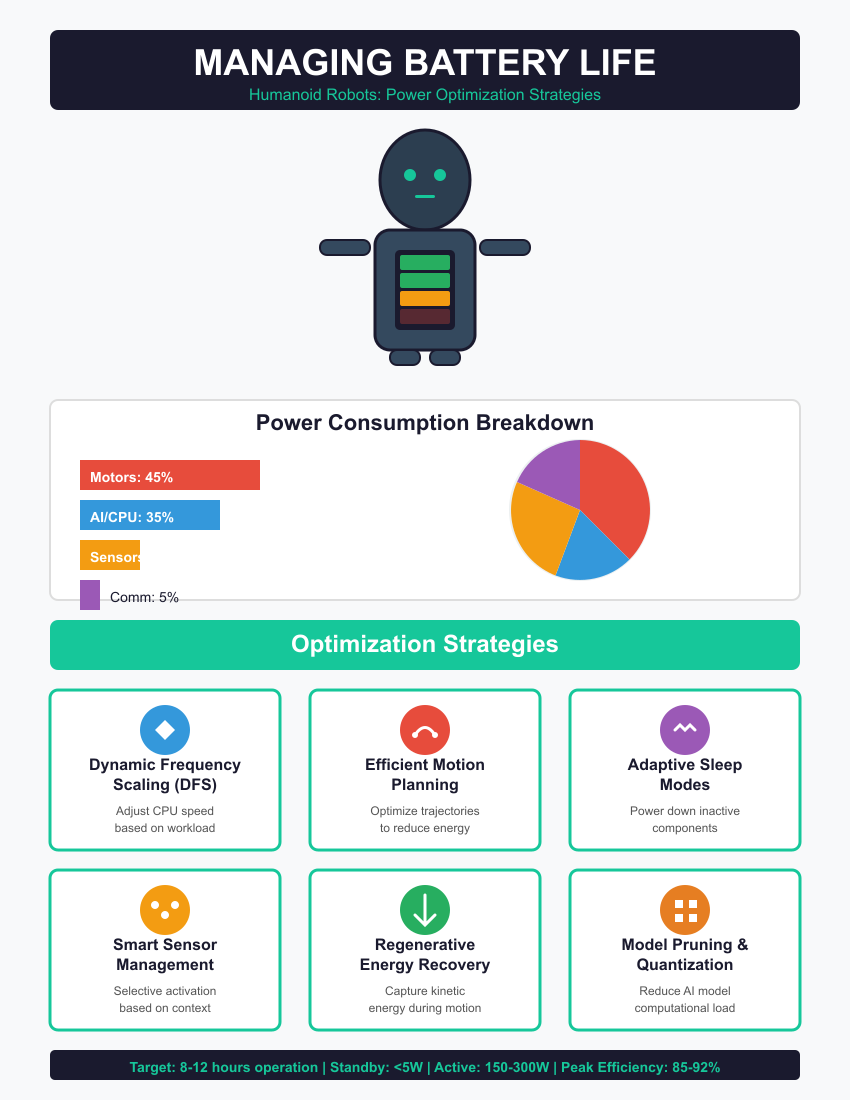 MANAGING BATTERY LIFE
Humanoid Robots: Power Optimization Strategies
Power Consumption Breakdown
Motors: 45%
AI/CPU: 35%
Sensors
Comm: 5%
Optimization Strategies
Dynamic Frequency
Scaling (DFS)
Adjust CPU speed
based on workload
Efficient Motion
Planning
Optimize trajectories
to reduce energy
Adaptive Sleep
Modes
Power down inactive
components
Smart Sensor
Management
Selective activation
based on context
Regenerative
Energy Recovery
Capture kinetic
energy during motion
Model Pruning &
Quantization
Reduce AI model
computational load
Target: 8-12 hours operation | Standby: <5W | Active: 150-300W | Peak Efficiency: 85-92%